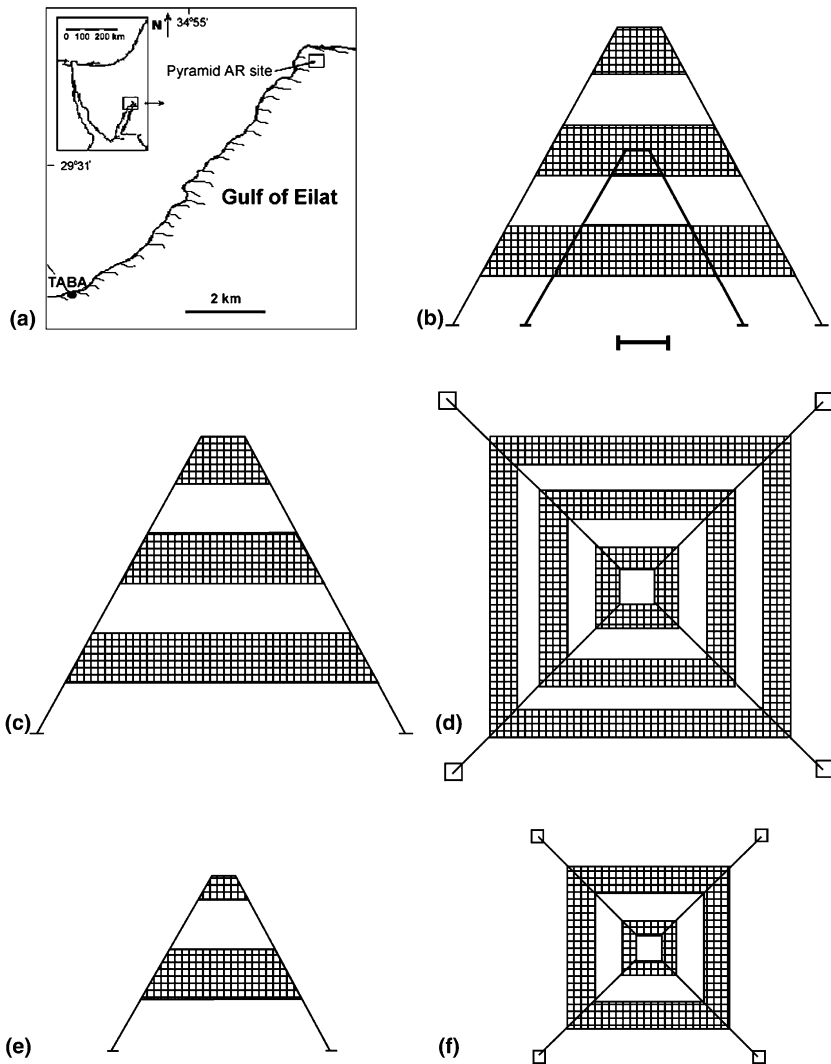 N
34°55'
0 100 200 km
Pyramid AR site
29°31'
Gulf of Eilat
TABA
2 km
(a)
(b)
(c)
(d)
(e)
(f)